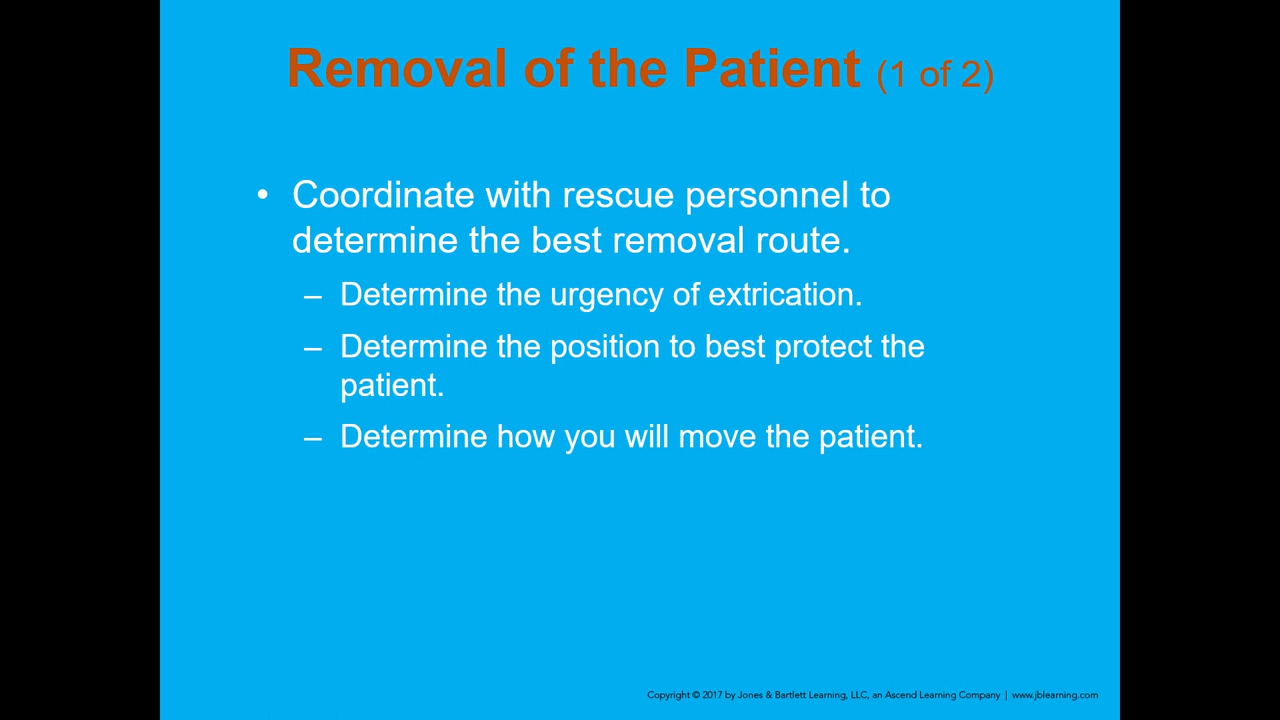 Removal of the Patient (1 of 2)
• Coordinate with rescue personnel to
determine the best removal route.
– Determine the urgency of extrication.
– Determine the position to best protect the
patient.
– Determine how you will move the patient.
Copyright © 2017 by Jones & Bartlett Learning, LLC, an Ascend Learning Company | www.jblearning.com